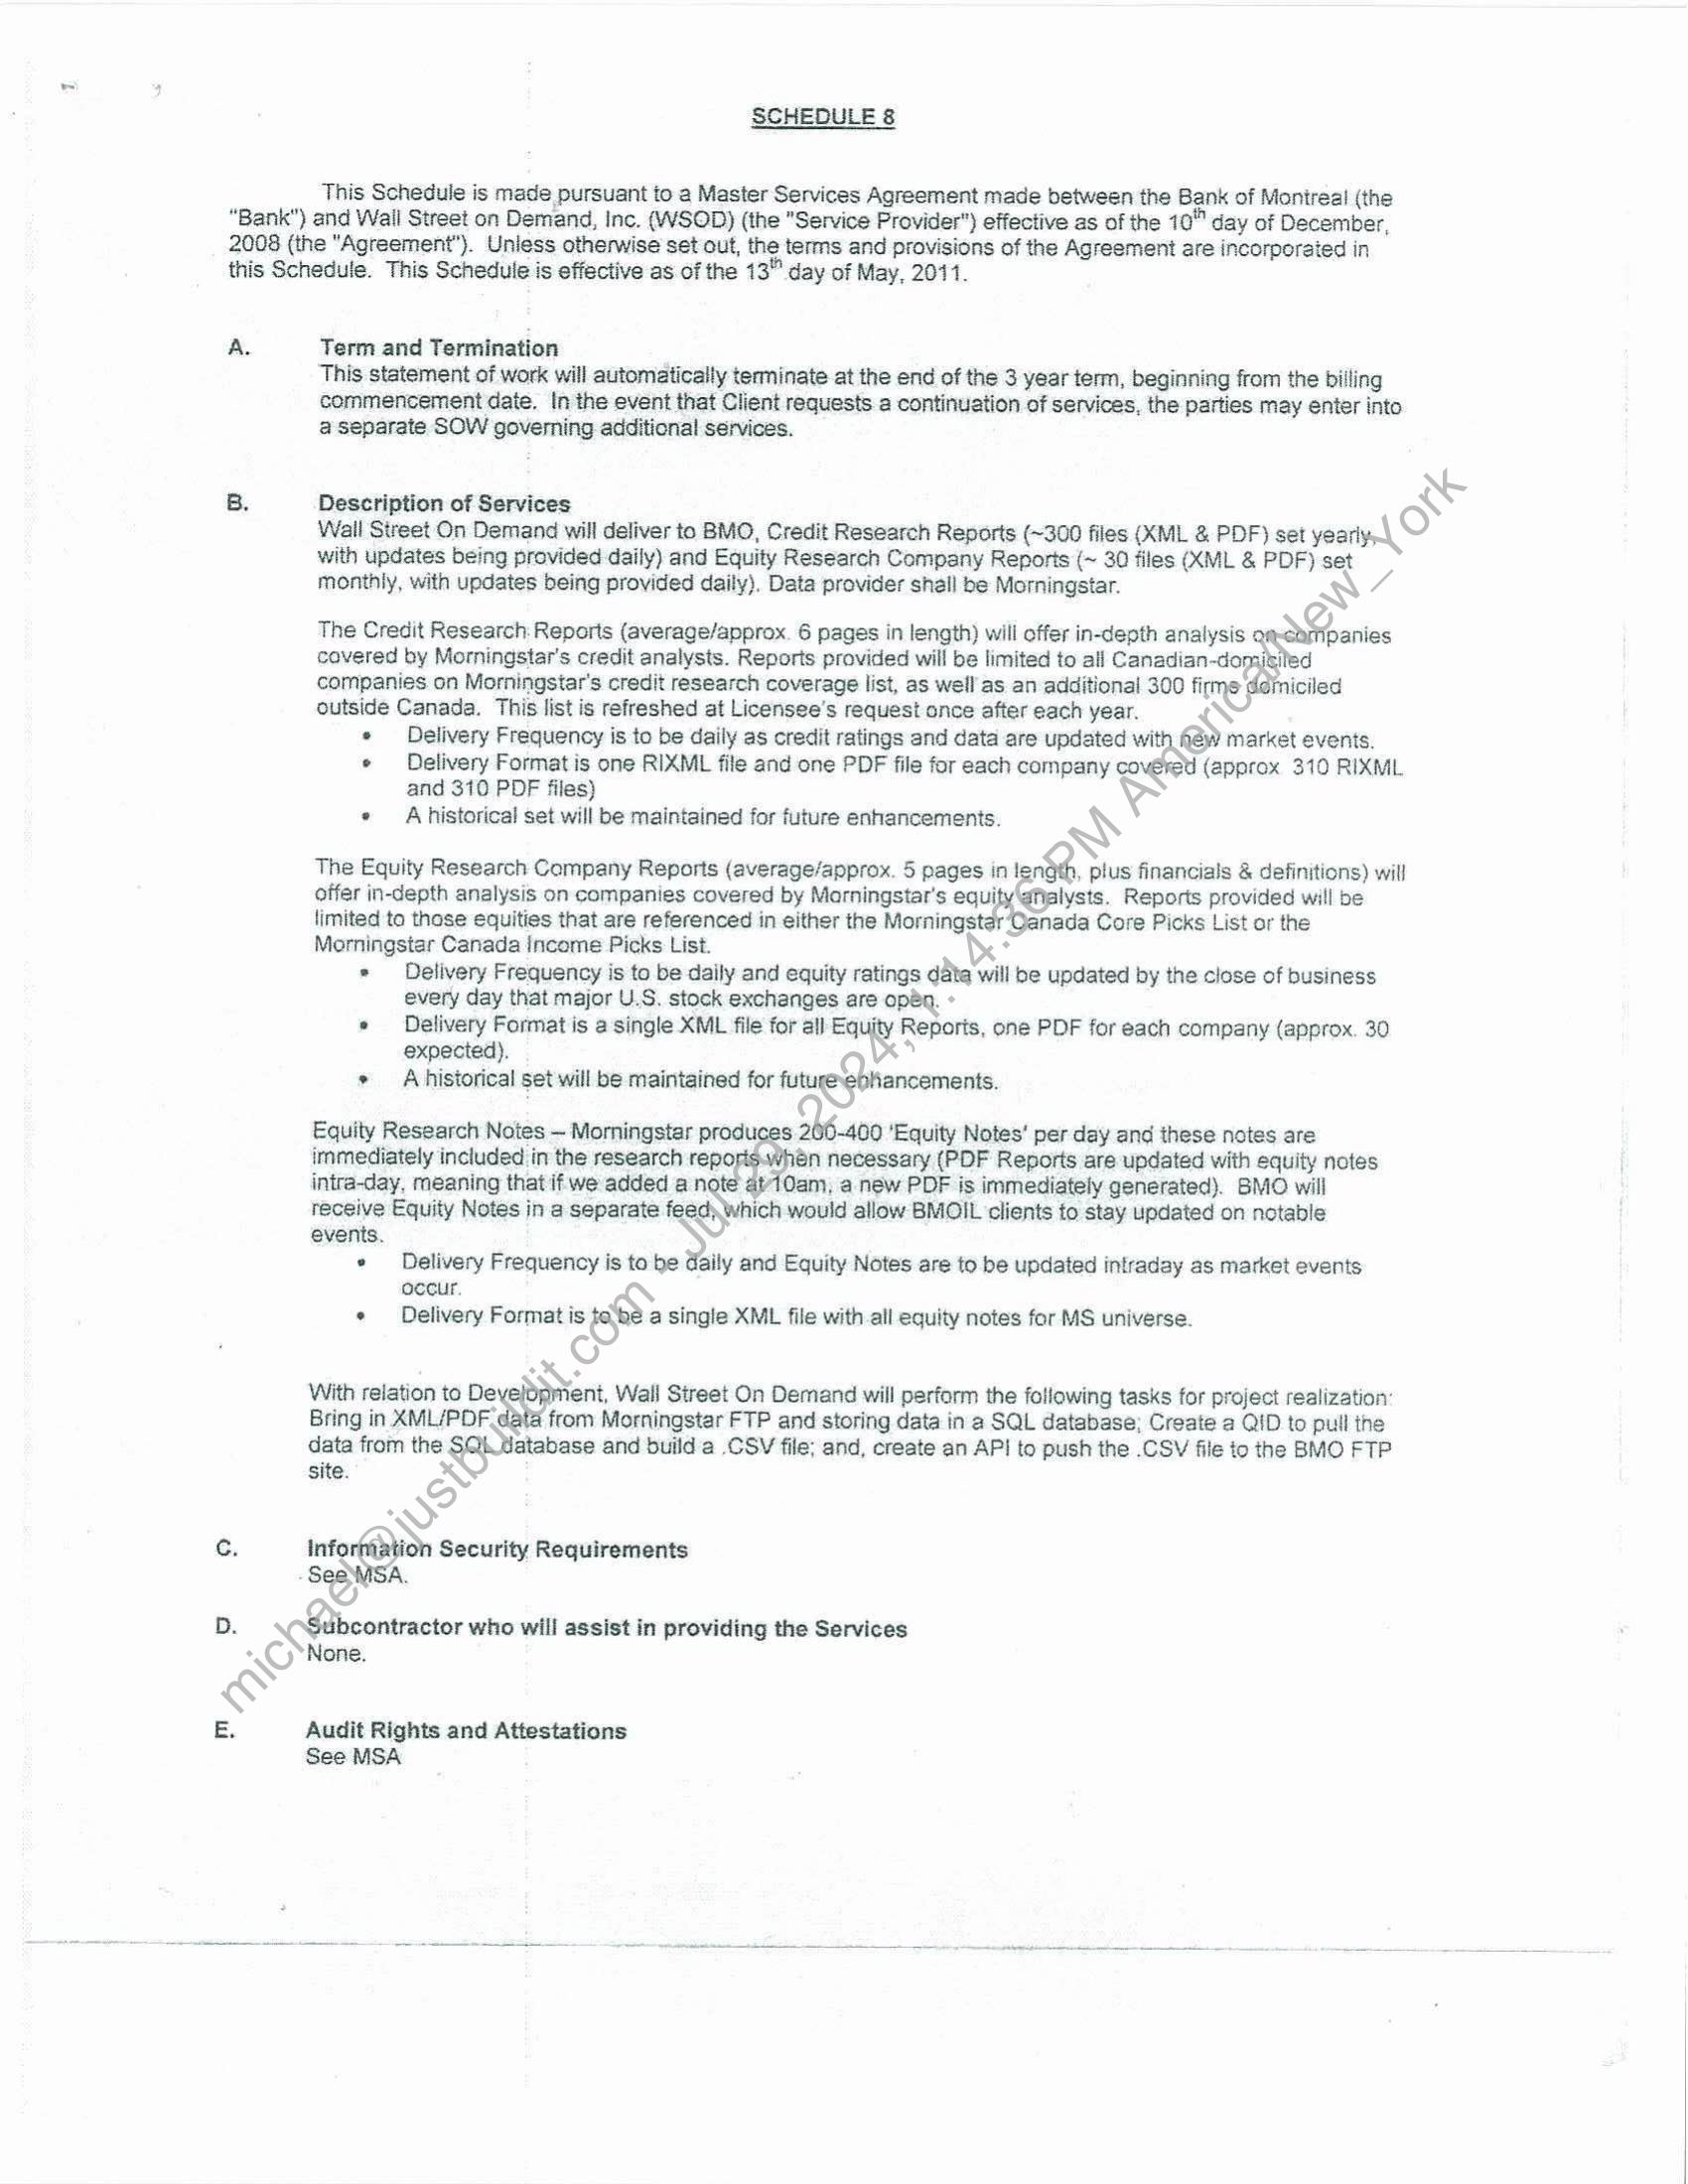 SCHEDULE 8
This Schedule is made pursuant to a Master Services Agreement made between the Bank of Montreal (the
"Bank") and Wall Street on Demand, Inc. (WSOD) (the "Service Provider") effective as of the 10th day of December,
2008 (the "Agreement"). Unless otherwise set out, the terms and provisions of the Agreement are incorporated in
this Schedule. This Schedule is effective as of the 13th day of May, 2011.
A. Term and Termination
This statement of work will automatically terminate at the end of the 3 year term, beginning from the billing
commencement date. In the event that Client requests a continuation of services, the parties may enter into
a separate SOW governing additional services.
B. Description of Services
Wall Street On Demand will deliver to BMO, Credit Research Reports (~300 files (XML & PDF) set yearly,
with updates being provided daily) and Equity Research Company Reports (~ 30 files (XML & PDF) set
monthly, with updates being provided daily). Data provider shall be Morningstar.
The Credit Research Reports (average/approx. 6 pages in length) will offer in-depth analysis on companies
covered by Morningstar's credit analysts. Reports provided will be limited to all Canadian-domiciled
companies on Morningstar's credit research coverage list, as well as an additional 300 firms domiciled
outside Canada. This list is refreshed at Licensee's request once after each year.
• Delivery Frequency is to be daily as credit ratings and data are updated with new market events.
• Delivery Format is one RIXML file and one PDF file for each company covered (approx 310 RIXML
and 310 PDF files)
• A historical set will be maintained for future enhancements.
The Equity Research Company Reports (average/approx. 5 pages in length, plus financials & definitions) will
offer in-depth analysis on companies covered by Morningstar's equity analysts. Reports provided will be
limited to those equities that are referenced in either the Morningstar Canada Core Picks List or the
Morningstar Canada Income Picks List.
• Delivery Frequency is to be daily and equity ratings data will be updated by the close of business
every day that major U.S. stock exchanges are open.
• Delivery Format is a single XML file for all Equity Reports, one PDF for each company (approx. 30
expected).
• A historical set will be maintained for future enhancements.
Equity Research Notes – Morningstar produces 200-400 'Equity Notes' per day and these notes are
immediately included in the research reports when necessary (PDF Reports are updated with equity notes
intra-day, meaning that if we added a note at 10am, a new PDF is immediately generated). BMO will
receive Equity Notes in a separate feed, which would allow BMOIL clients to stay updated on notable
events.
• Delivery Frequency is to be daily and Equity Notes are to be updated intraday as market events
occur.
• Delivery Format is to be a single XML file with all equity notes for MS universe.
With relation to Development, Wall Street On Demand will perform the following tasks for project realization:
Bring in XML/PDF data from Morningstar FTP and storing data in a SQL database; Create a QID to pull the
data from the SQL database and build a .CSV file; and, create an API to push the .CSV file to the BMO FTP
site.
C. Information Security Requirements
See MSA.
D. Subcontractor who will assist in providing the Services
None.
E. Audit Rights and Attestations
See MSA
michael@justbuildit.com - Jul 29, 2024, 1:14:36 PM America/New_York